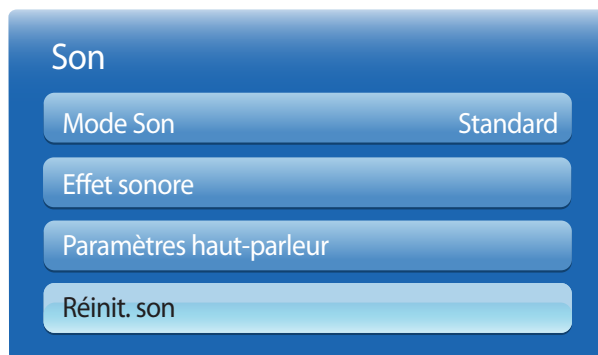 Son
Mode Son Standard
Effet sonore
Paramètres haut-parleur
Réinit. son